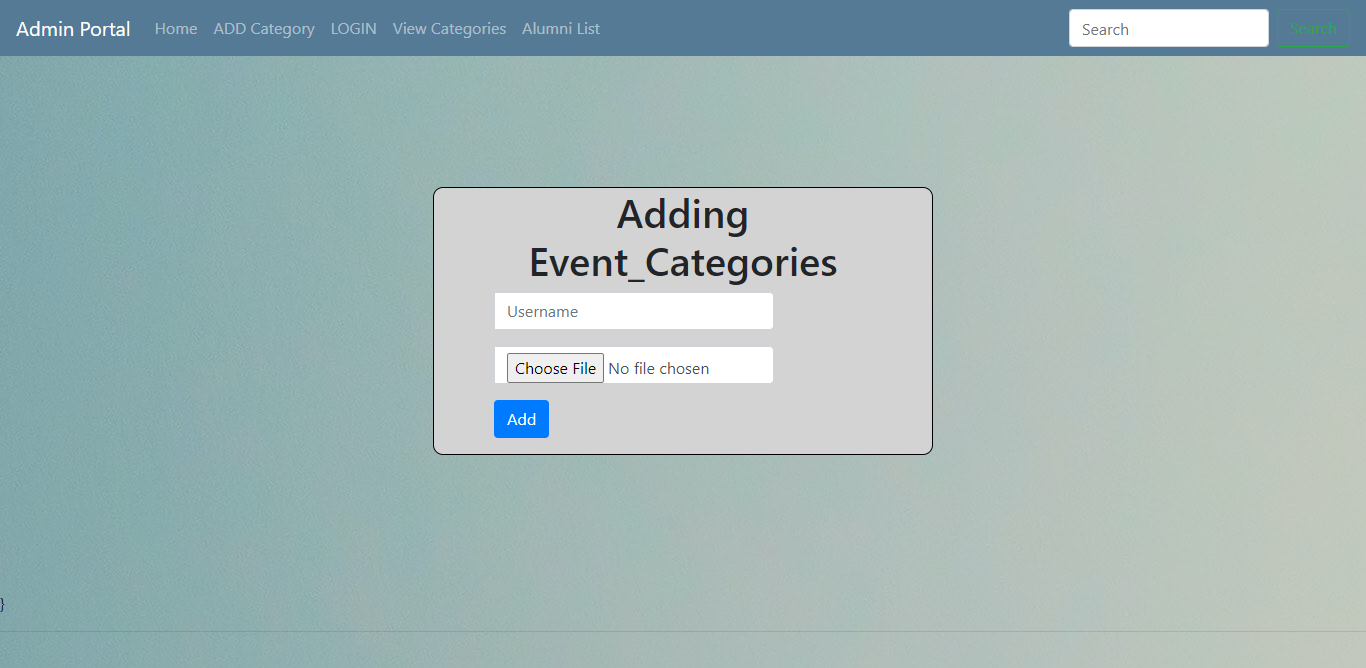 Admin Portal Home ADD Category LOGIN View Categories Alumni List Search Search
Adding
Event_Categories
Username
Choose File No file chosen
Add
}